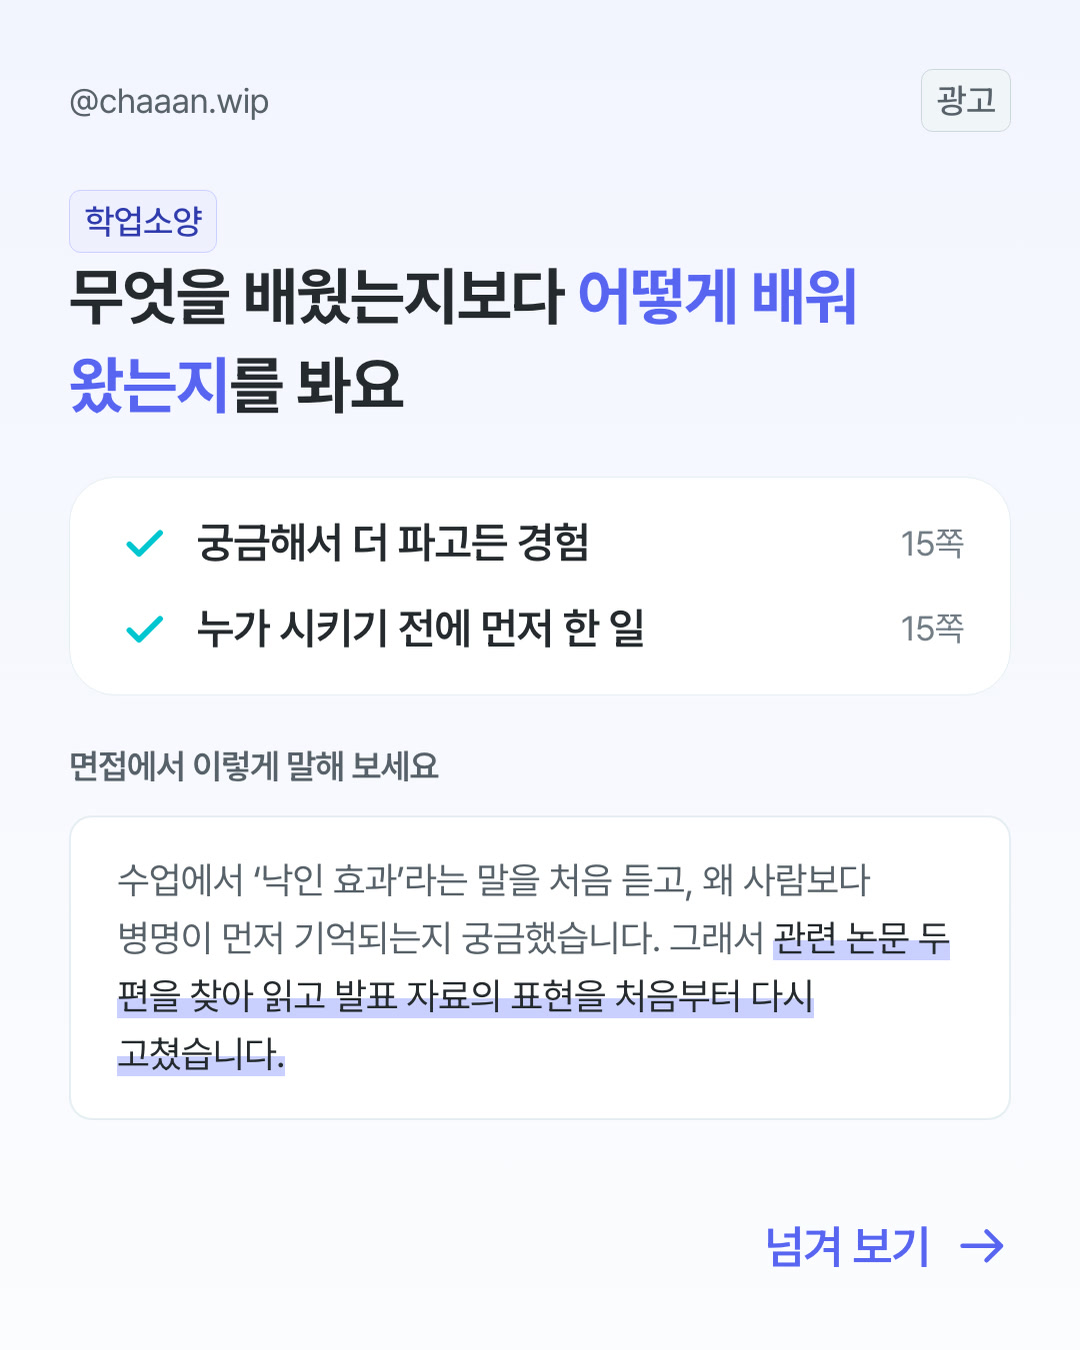 @chaaan.wip
광고
학업소양
무엇을 배웠는지보다 어떻게 배워
왔는지를 봐요
궁금해서 더 파고든 경험 15쪽
누가 시키기 전에 먼저 한 일 15쪽
면접에서 이렇게 말해 보세요
수업에서 ‘낙인 효과’라는 말을 처음 듣고, 왜 사람보다
병명이 먼저 기억되는지 궁금했습니다. 그래서 관련 논문 두
편을 찾아 읽고 발표 자료의 표현을 처음부터 다시
고쳤습니다.
넘겨 보기 →